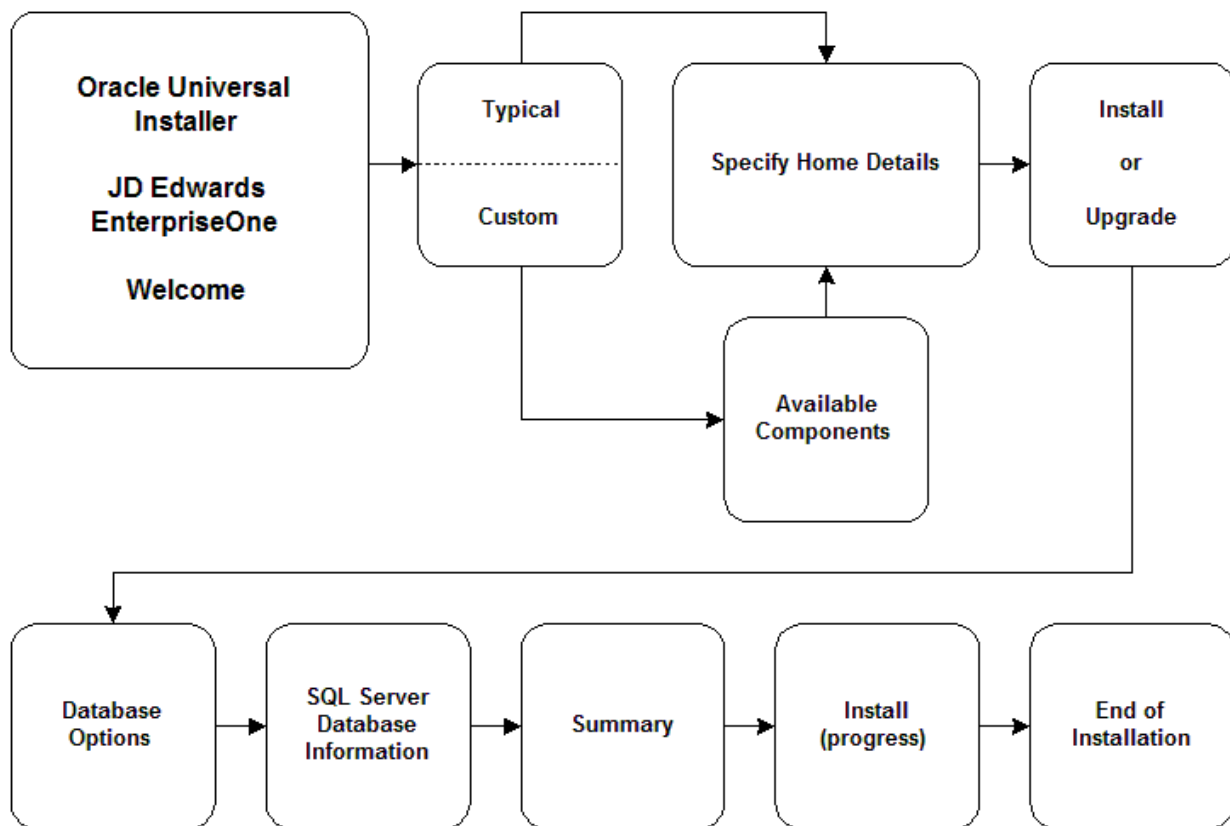 Oracle Universal
Installer
JD Edwards
EnterpriseOne
Welcome
Typical
Custom
Specify Home Details
Install
or
Upgrade
Available
Components
Database
Options
SQL Server
Database
Information
Summary
Install
(progress)
End of
Installation